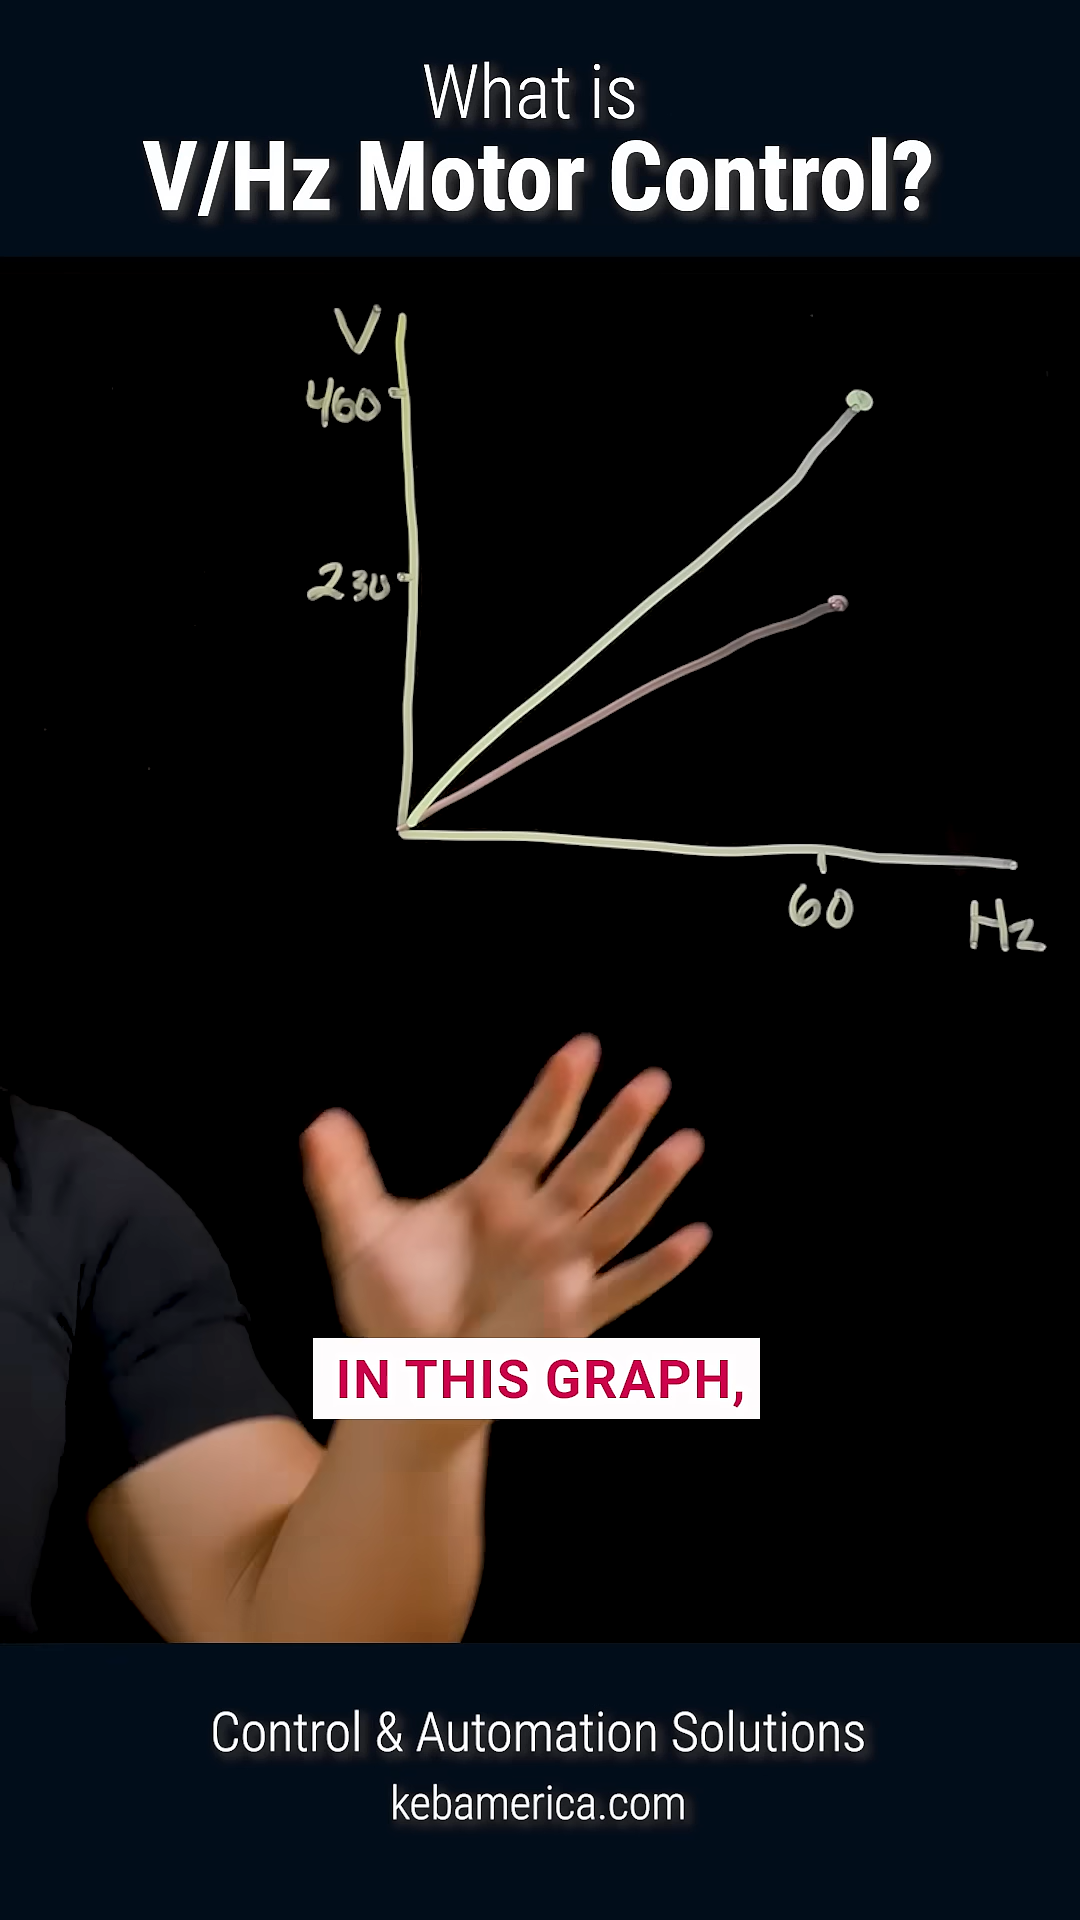 What is
V/Hz Motor Control?
V
460
230
60
Hz
IN THIS GRAPH,
Control & Automation Solutions
kebamerica.com